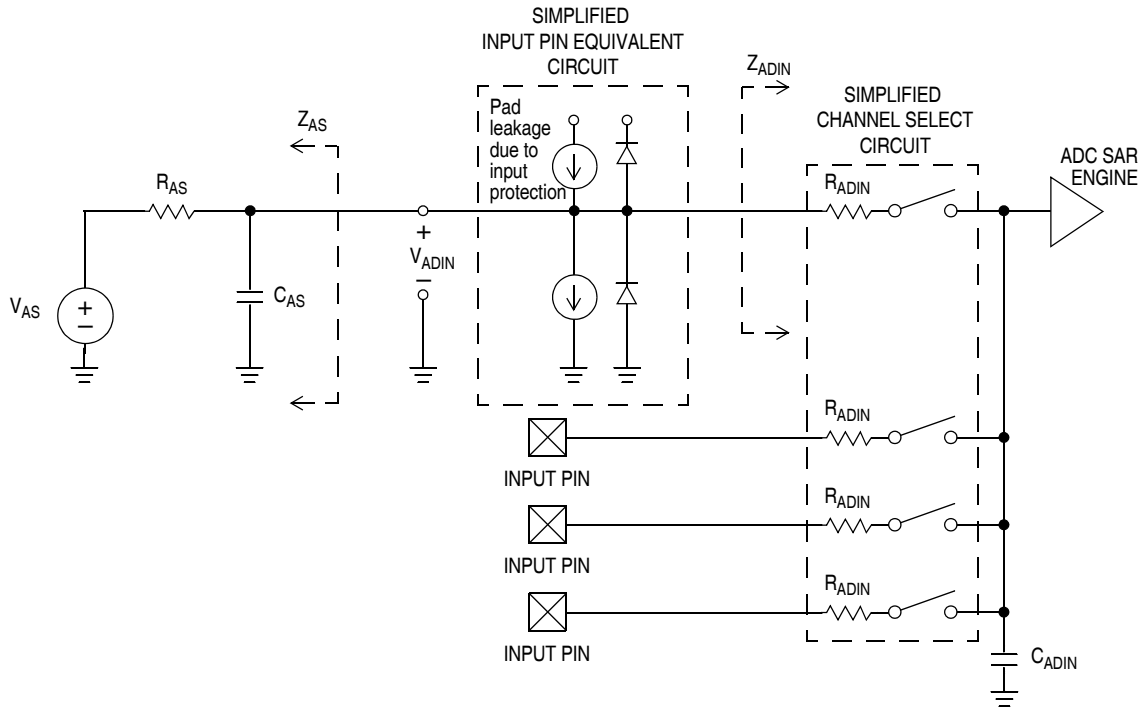 SIMPLIFIED
INPUT PIN EQUIVALENT
CIRCUIT
Pad
leakage
due to
input
protection
Z_ADIN
SIMPLIFIED
CHANNEL SELECT
CIRCUIT
ADC SAR
ENGINE
Z_AS
R_AS
R_ADIN
+
V_ADIN
–
V_AS
+
–
C_AS
R_ADIN
INPUT PIN
R_ADIN
INPUT PIN
R_ADIN
INPUT PIN
C_ADIN